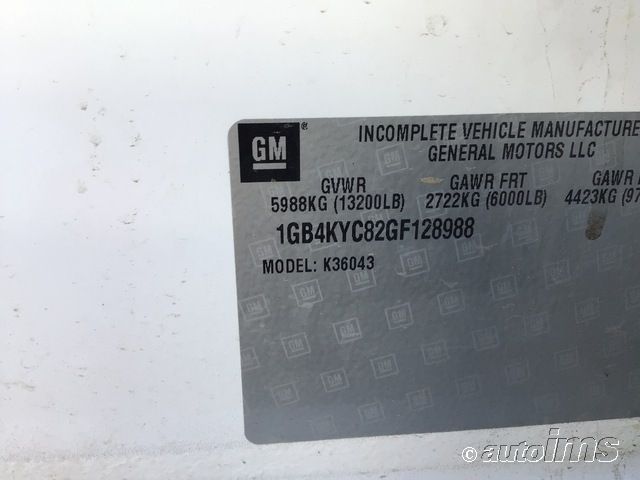 GM ®
INCOMPLETE VEHICLE MANUFACTURE
GENERAL MOTORS LLC
GVWR GAWR FRT GAWR
5988KG (13200LB) 2722KG (6000LB) 4423KG (97
1GB4KYC82GF128988
MODEL: K36043
© autoims